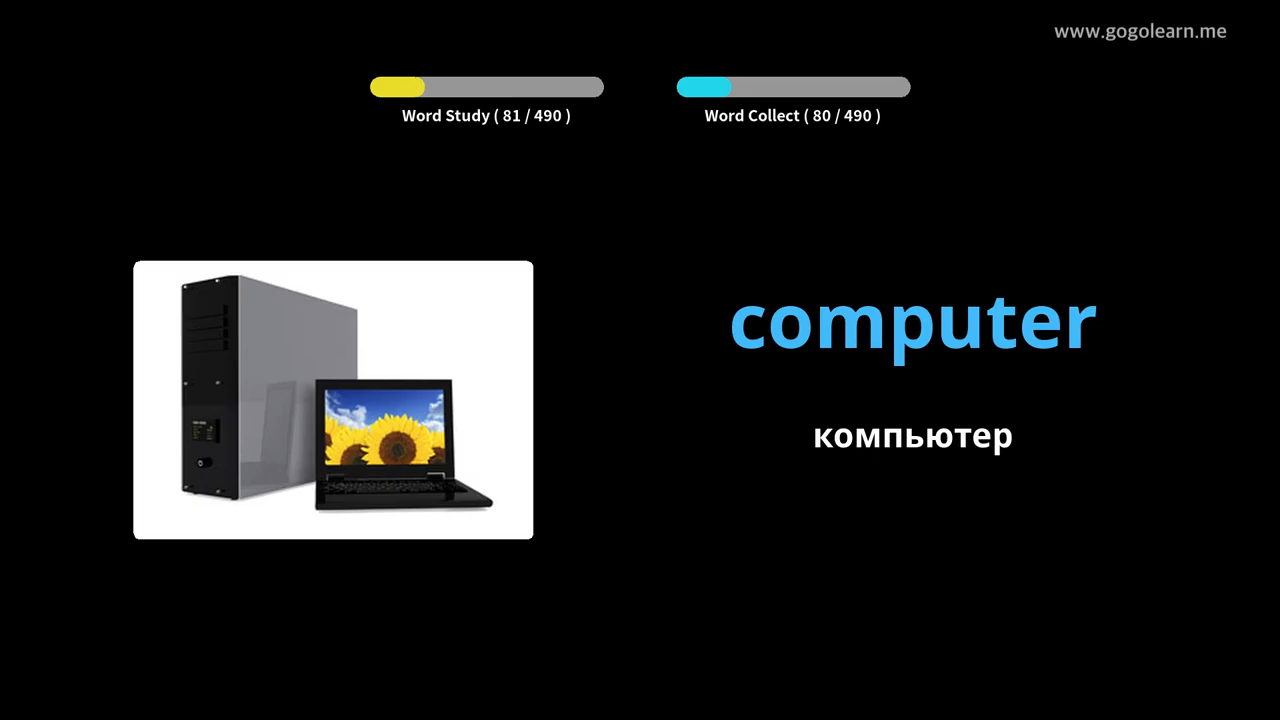 www.gogolearn.me
Word Study ( 81 / 490 )
Word Collect ( 80 / 490 )
computer
компьютер